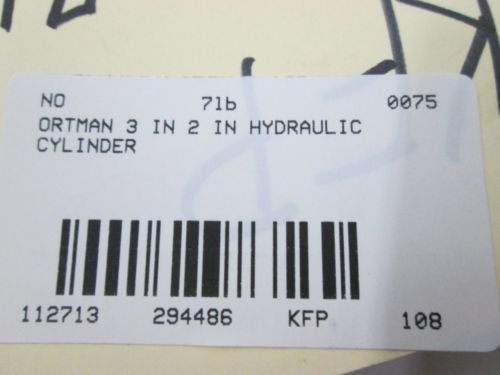 NO 71b 0075
ORTMAN 3 IN 2 IN HYDRAULIC
CYLINDER
112713 294486 KFP 108